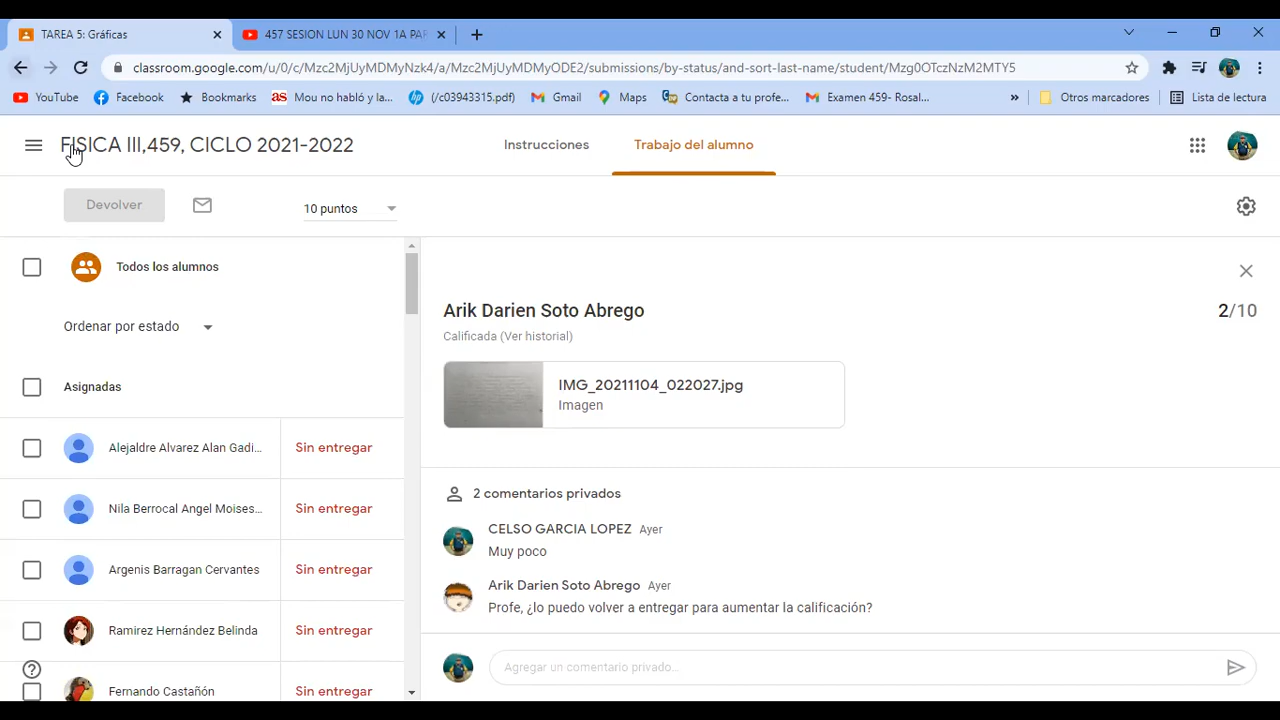 TAREA 5: Gráficas
457 SESION LUN 30 NOV 1A PAR
classroom.google.com/u/0/c/Mzc2MjUyMDMyNzk4/a/Mzc2MjUyMDMyODE2/submissions/by-status/and-sort-last-name/student/Mzg0OTczNzM2MTY5
YouTube Facebook Bookmarks Mou no habló y la... (/c03943315.pdf) Gmail Maps Contacta a tu profe... Examen 459- Rosal... » Otros marcadores Lista de lectura
FISICA III,459, CICLO 2021-2022
Instrucciones
Trabajo del alumno
Devolver
10 puntos
Todos los alumnos
Ordenar por estado
Asignadas
Alejaldre Alvarez Alan Gadi... Sin entregar
Nila Berrocal Angel Moises... Sin entregar
Argenis Barragan Cervantes Sin entregar
Ramirez Hernández Belinda Sin entregar
Fernando Castañón Sin entregar
Arik Darien Soto Abrego 2/10
Calificada (Ver historial)
IMG_20211104_022027.jpg
Imagen
2 comentarios privados
CELSO GARCIA LOPEZ Ayer
Muy poco
Arik Darien Soto Abrego Ayer
Profe, ¿lo puedo volver a entregar para aumentar la calificación?
Agregar un comentario privado...